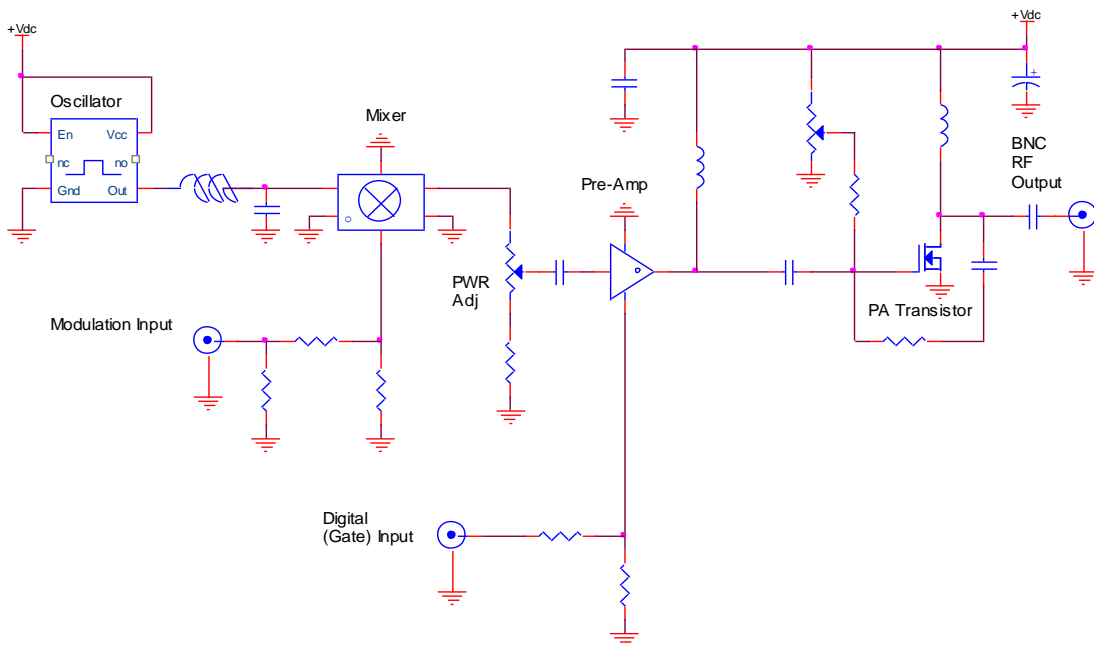 +Vdc
Oscillator
En
Vcc
nc
no
Gnd
Out
Mixer
Modulation Input
PWR
Adj
Pre-Amp
Digital
(Gate) Input
+Vdc
+
BNC
RF
Output
PA Transistor